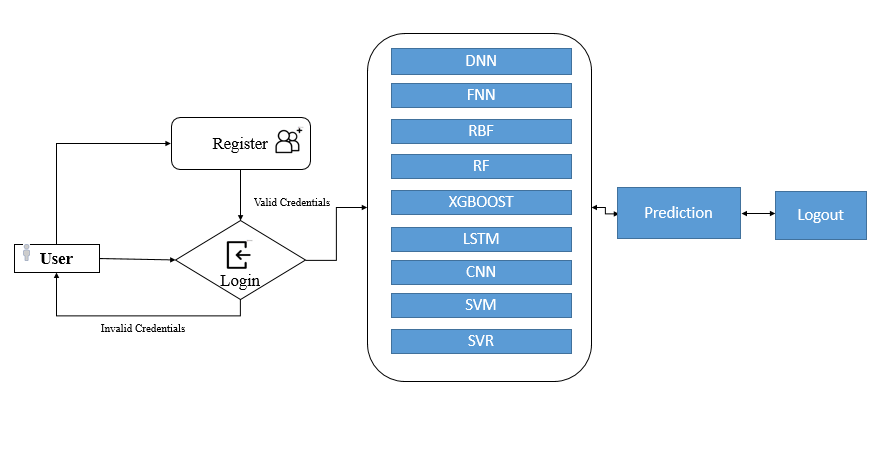 DNN
FNN
RBF
RF
XGBOOST
LSTM
CNN
SVM
SVR
Register
Valid Credentials
User
Login
Invalid Credentials
Prediction
Logout